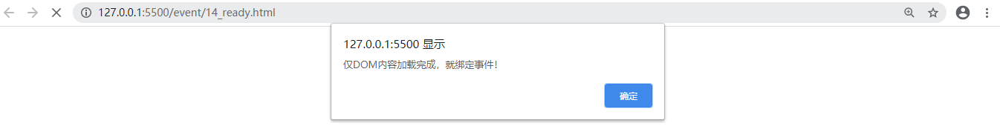 127.0.0.1:5500/event/14_ready.html
127.0.0.1:5500 显示
仅DOM内容加载完成，就绑定事件！
确定